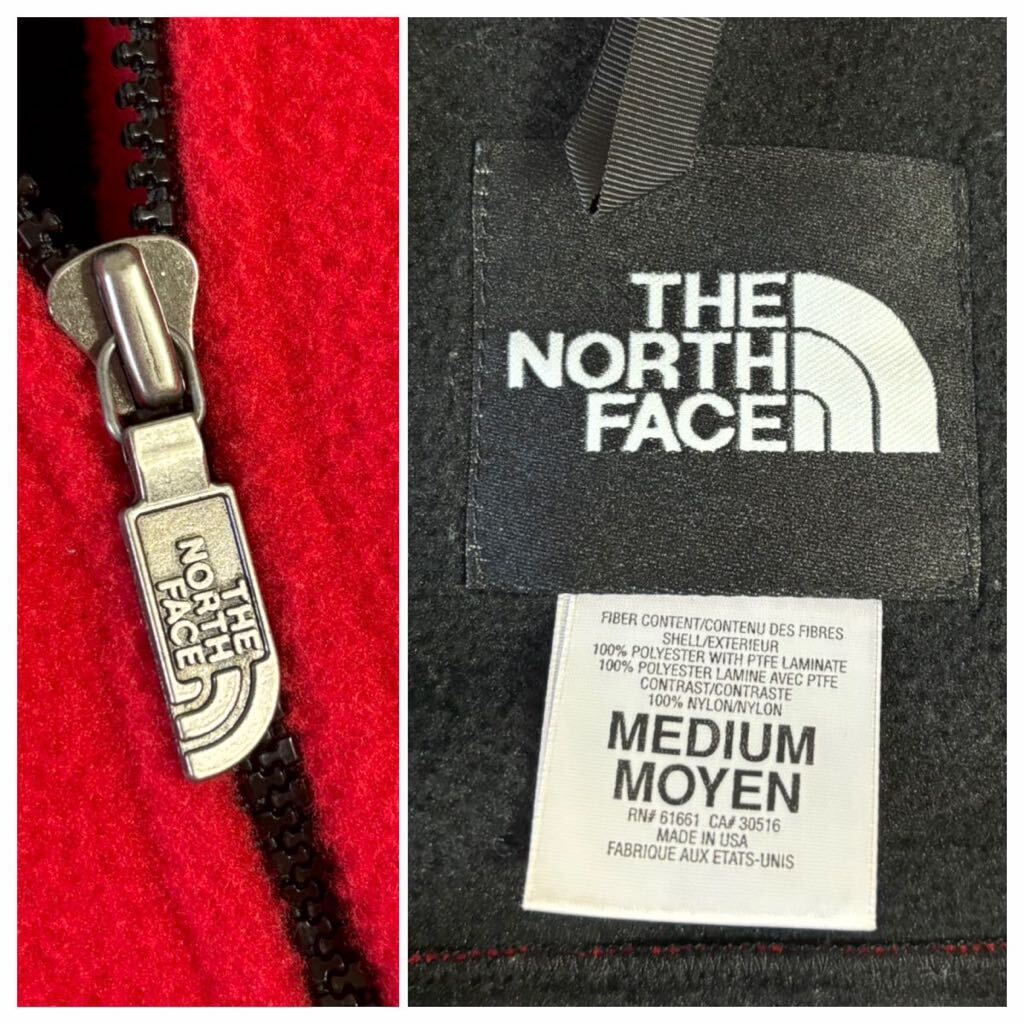 THE
NORTH
FACE
THE
NORTH
FACE
FIBER CONTENT/CONTENU DES FIBRES
SHELL/EXTERIEUR
100% POLYESTER WITH PTFE LAMINATE
100% POLYESTER LAMINE AVEC PTFE
CONTRAST/CONTRASTE
100% NYLON/NYLON
MEDIUM
MOYEN
RN# 61661 CA# 30516
MADE IN USA
FABRIQUE AUX ETATS-UNIS